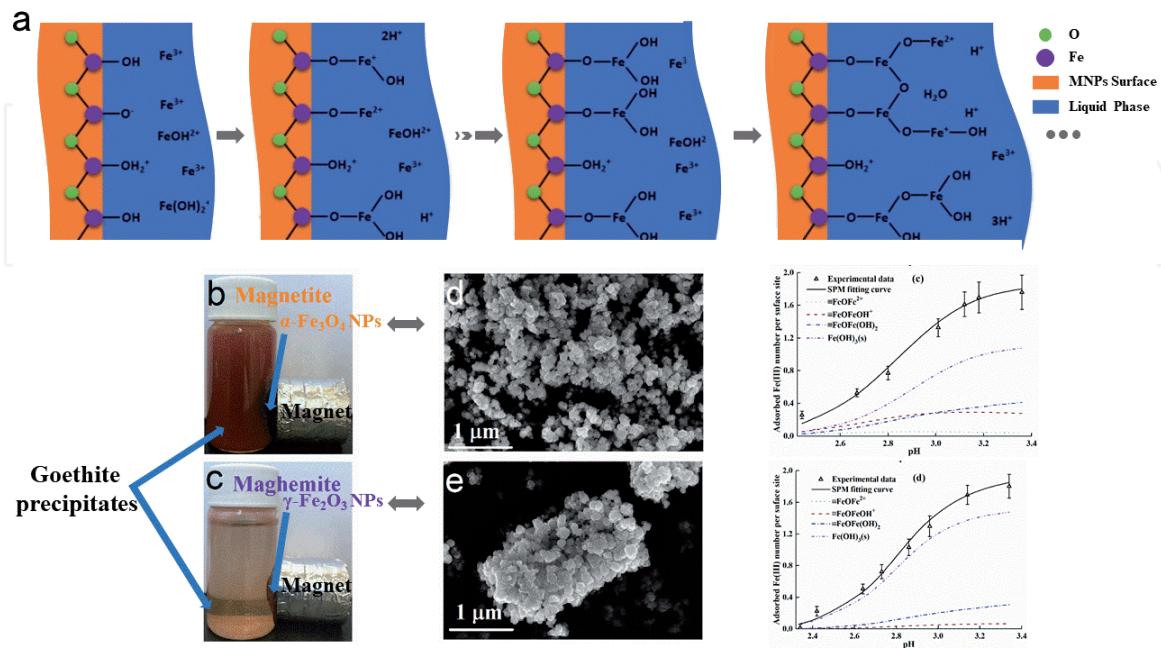 a
OH
Fe³⁺
O⁻
Fe³⁺
FeOH²⁺
OH₂⁺
Fe³⁺
OH
Fe(OH)₂⁺
2H⁺
O Fe⁺
OH
O Fe²⁺
FeOH²⁺
OH₂⁺
Fe³⁺
OH
O Fe
H⁺
OH
OH
O Fe
Fe³
OH
OH
O Fe
OH
FeOH²
OH₂⁺
Fe³⁺
OH
O Fe
Fe³⁺
OH
O Fe²⁺
H⁺
O Fe
O
H₂O
O Fe
H⁺
O Fe⁺ OH
Fe³⁺
OH₂⁺
OH
O Fe
Fe
O Fe
OH
OH
3H⁺
O
Fe
MNPs Surface
Liquid Phase
b
Magnetite
α-Fe₃O₄ NPs
Magnet
Goethite
precipitates
c
Maghemite
γ-Fe₂O₃ NPs
Magnet
d
1 μm
e
1 μm
(c)
Experimental data
SPM fitting curve
≡FeOFe²⁺
≡FeOFeOH⁺
≡FeOFe(OH)₂
Fe(OH)₃(s)
Adsorbed Fe(III) number per suface site
2.0
1.6
1.2
0.8
0.4
0.0
2.6 2.8 3.0 3.2 3.4
pH
(d)
Experimental data
SPM fitting curve
≡FeOFe²⁺
≡FeOFeOH⁺
≡FeOFe(OH)₂
Fe(OH)₃(s)
Adsorbed Fe(III) number per suface site
2.0
1.6
1.2
0.8
0.4
0.0
2.4 2.6 2.8 3.0 3.2 3.4
pH